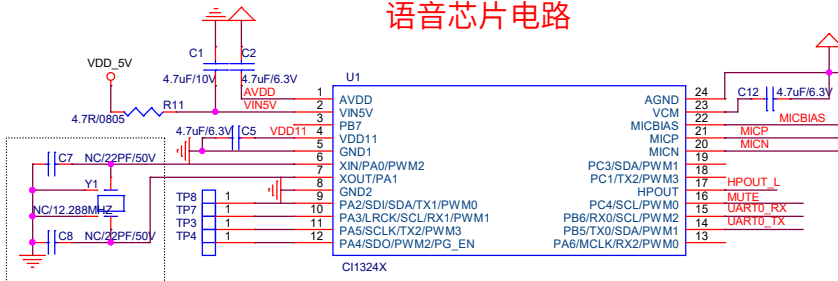 语音芯片电路
C1
C2
VDD_5V
4.7uF/10V
4.7uF/6.3V
AVDD
VIN5V
R11
4.7R/0805
4.7uF/6.3V
C5
VDD11
C7
NC/22PF/50V
Y1
NC/12.288MHZ
C8
NC/22PF/50V
TP8
TP7
TP3
TP4
1
1
1
1
U1
1
AVDD
2
VIN5V
3
PB7
4
VDD11
5
GND1
6
XIN/PA0/PWM2
7
XOUT/PA1
8
GND2
9
PA2/SDI/SDA/TX1/PWM0
10
PA3/LRCK/SCL/RX1/PWM1
11
PA5/SCLK/TX2/PWM3
12
PA4/SDO/PWM2/PG_EN
AGND
24
VCM
23
MICBIAS
22
MICP
21
MICN
20
PC3/SDA/PWM1
19
PC1/TX2/PWM3
18
HPOUT
17
PC4/SCL/PWM0
16
PB6/RX0/SCL/PWM2
15
PB5/TX0/SDA/PWM1
14
PA6/MCLK/RX2/PWM0
13
CI1324X
C12
4.7uF/6.3V
MICBIAS
MICP
MICN
HPOUT_L
MUTE
UART0_RX
UART0_TX